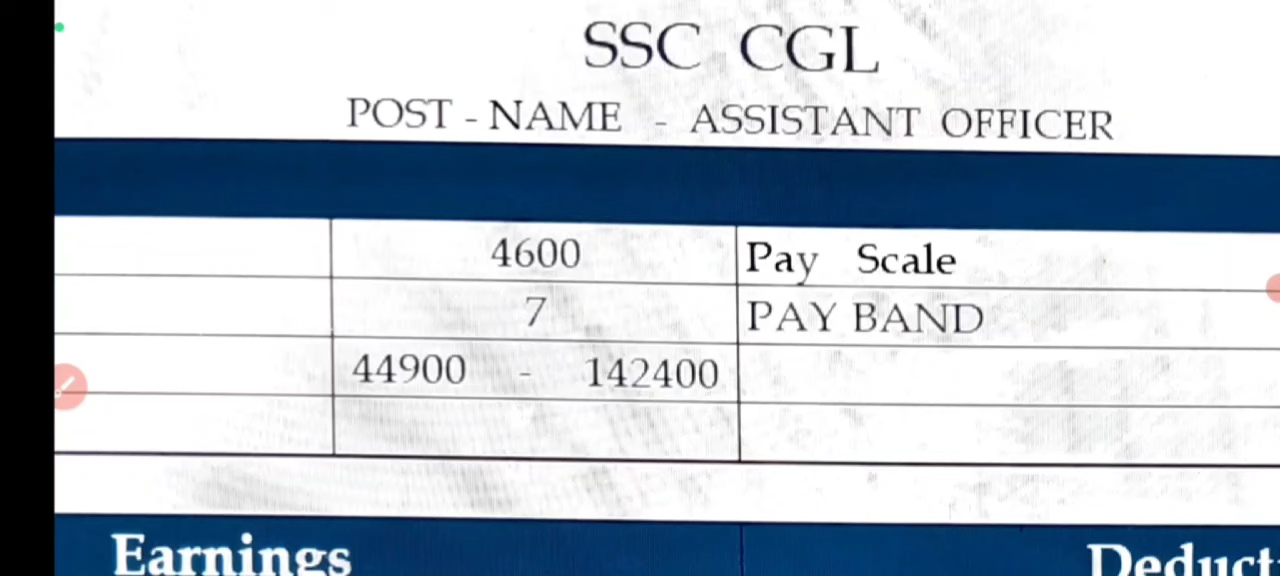 SSC CGL
POST - NAME - ASSISTANT OFFICER
4600 Pay Scale
7 PAY BAND
44900 - 142400
Earnings